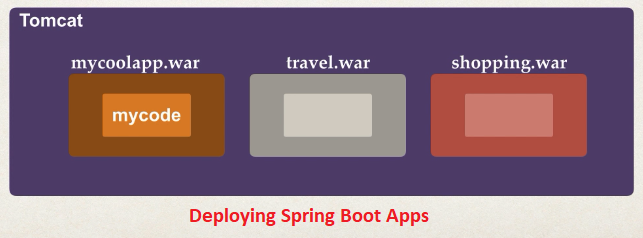 Tomcat
mycoolapp.war travel.war shopping.war
mycode
Deploying Spring Boot Apps